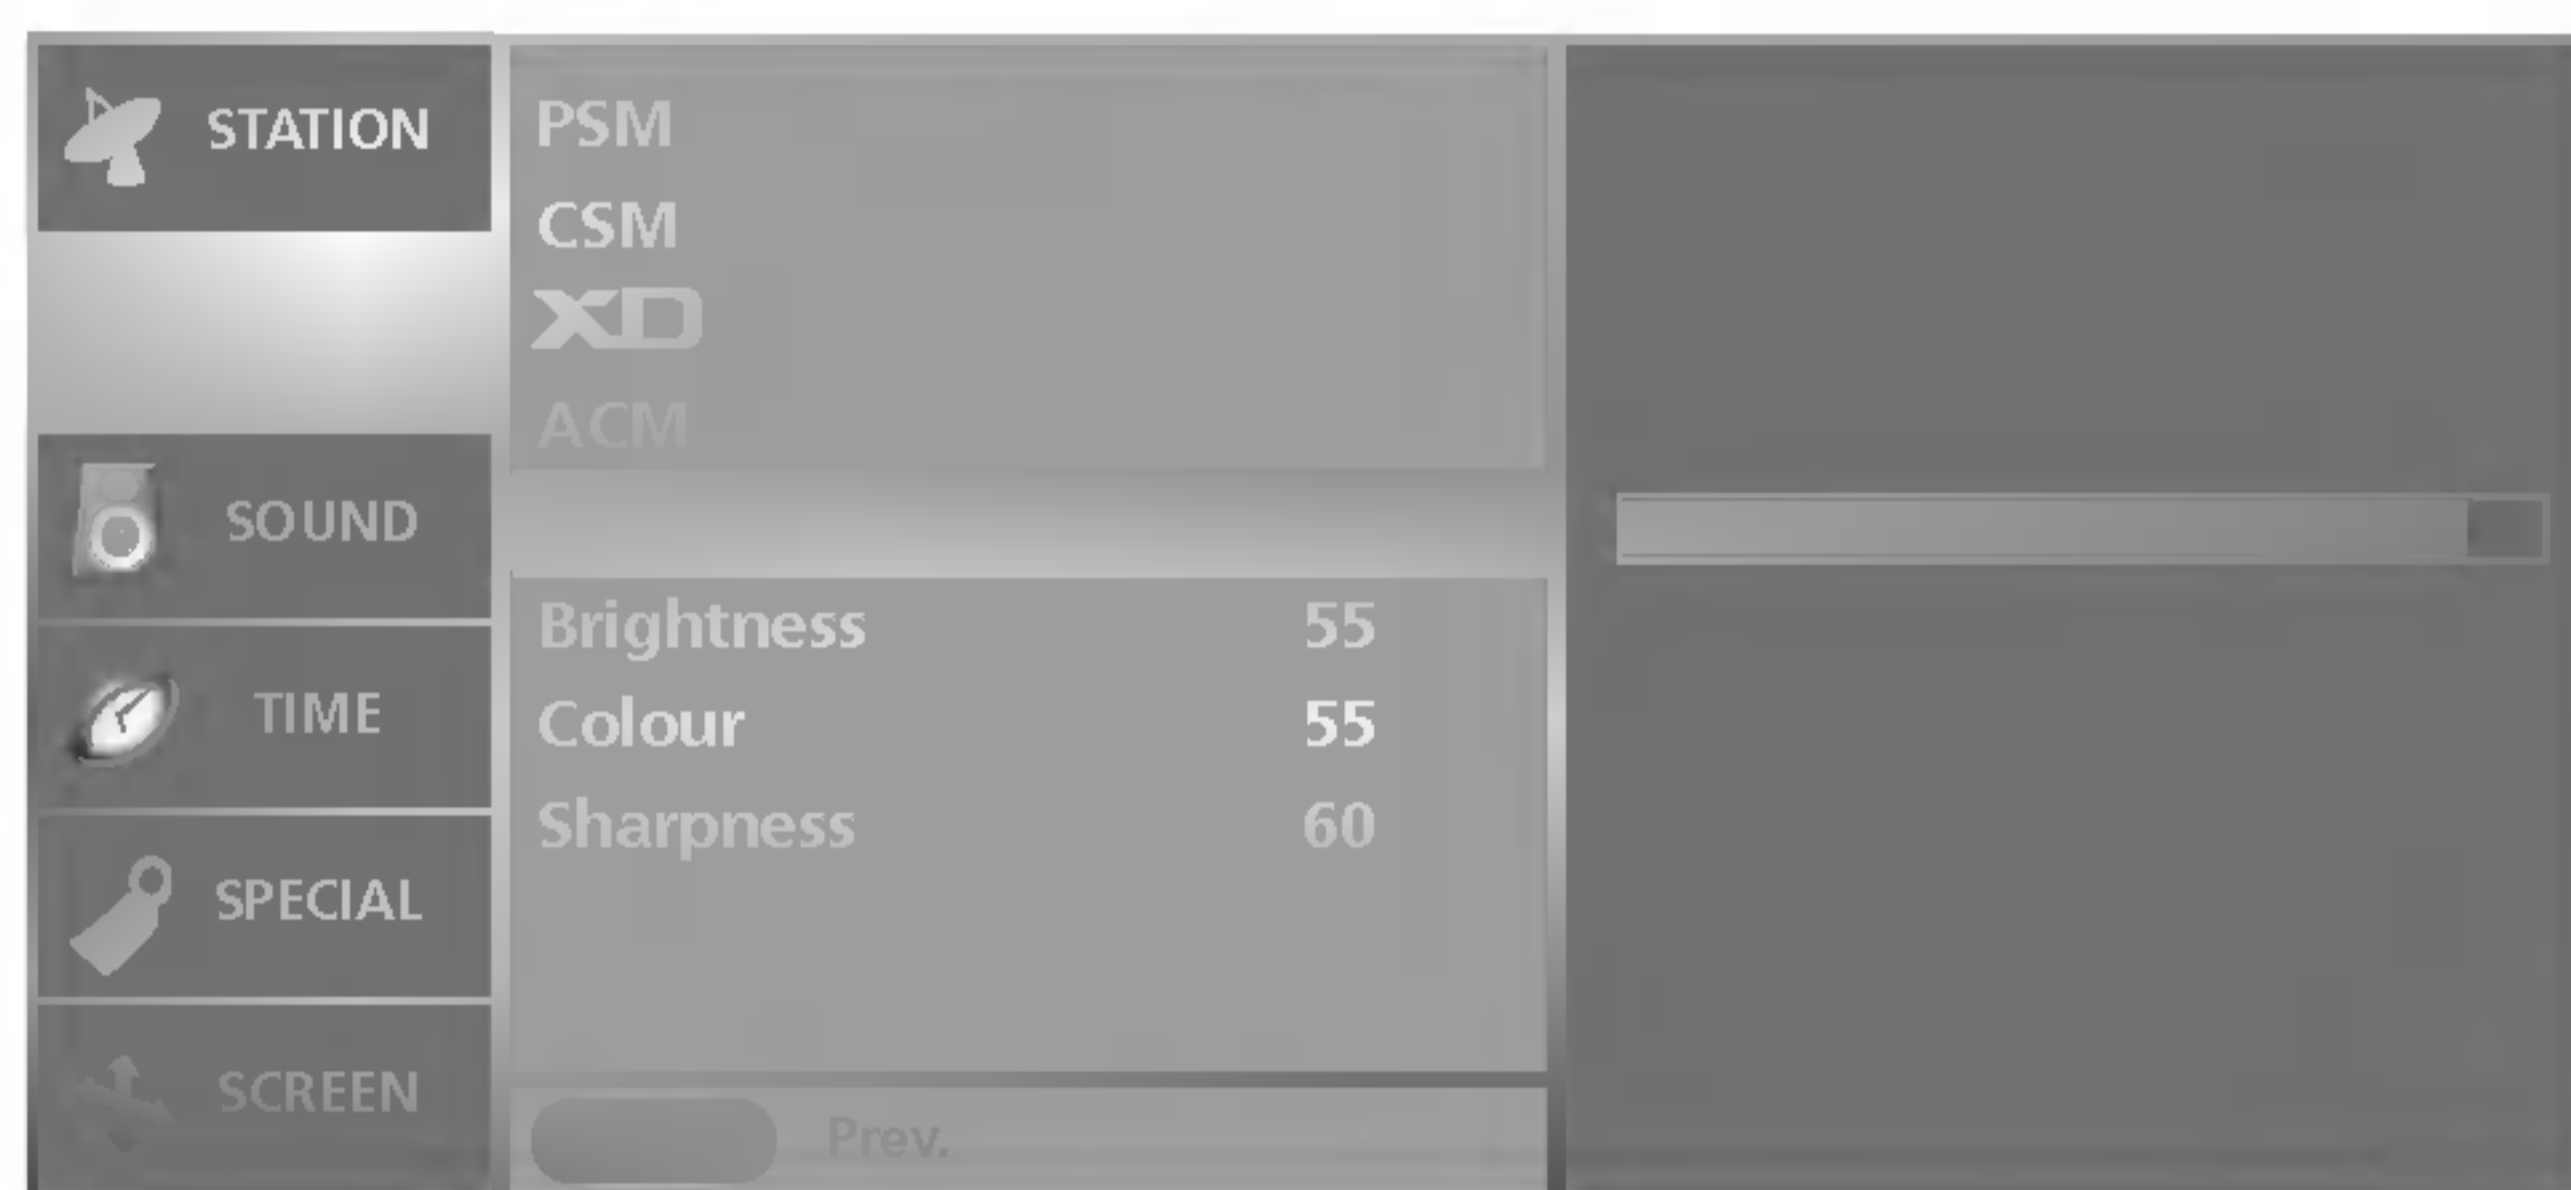 STATION
SOUND
TIME
SPECIAL
SCREEN
PSM
CSM
XD
ACM
Brightness 55
Colour 55
Sharpness 60
Prev.